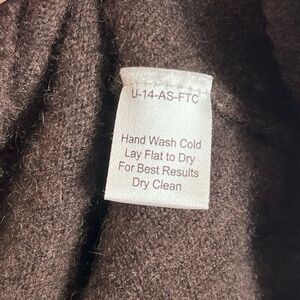 U-14-AS-FTC
Hand Wash Cold
Lay Flat to Dry
For Best Results
Dry Clean